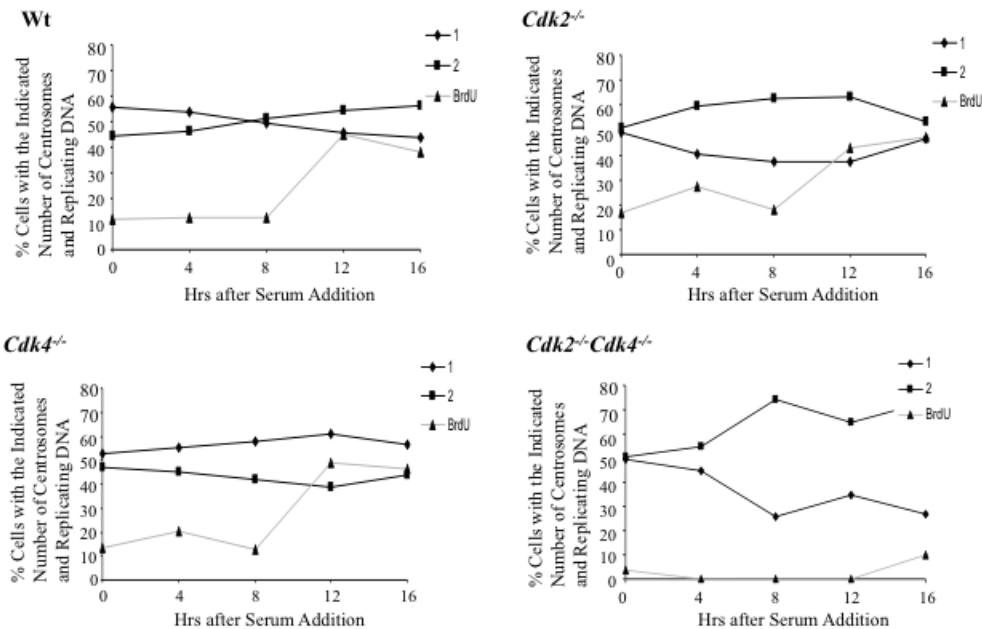 Wt
1
2
BrdU
% Cells with the Indicated
Number of Centrosomes
and Replicating DNA
80
70
60
50
40
30
20
10
0
0 4 8 12 16
Hrs after Serum Addition
Cdk2-/-
1
2
BrdU
% Cells with the Indicated
Number of Centrosomes
and Replicating DNA
80
70
60
50
40
30
20
10
0
0 4 8 12 16
Hrs after Serum Addition
Cdk4-/-
1
2
BrdU
% Cells with the Indicated
Number of Centrosomes
and Replicating DNA
80
70
60
50
40
30
20
10
0
0 4 8 12 16
Hrs after Serum Addition
Cdk2-/-Cdk4-/-
1
2
BrdU
% Cells with the Indicated
Number of Centrosomes
and Replicating DNA
80
70
60
50
40
30
20
10
0
0 4 8 12 16
Hrs after Serum Addition